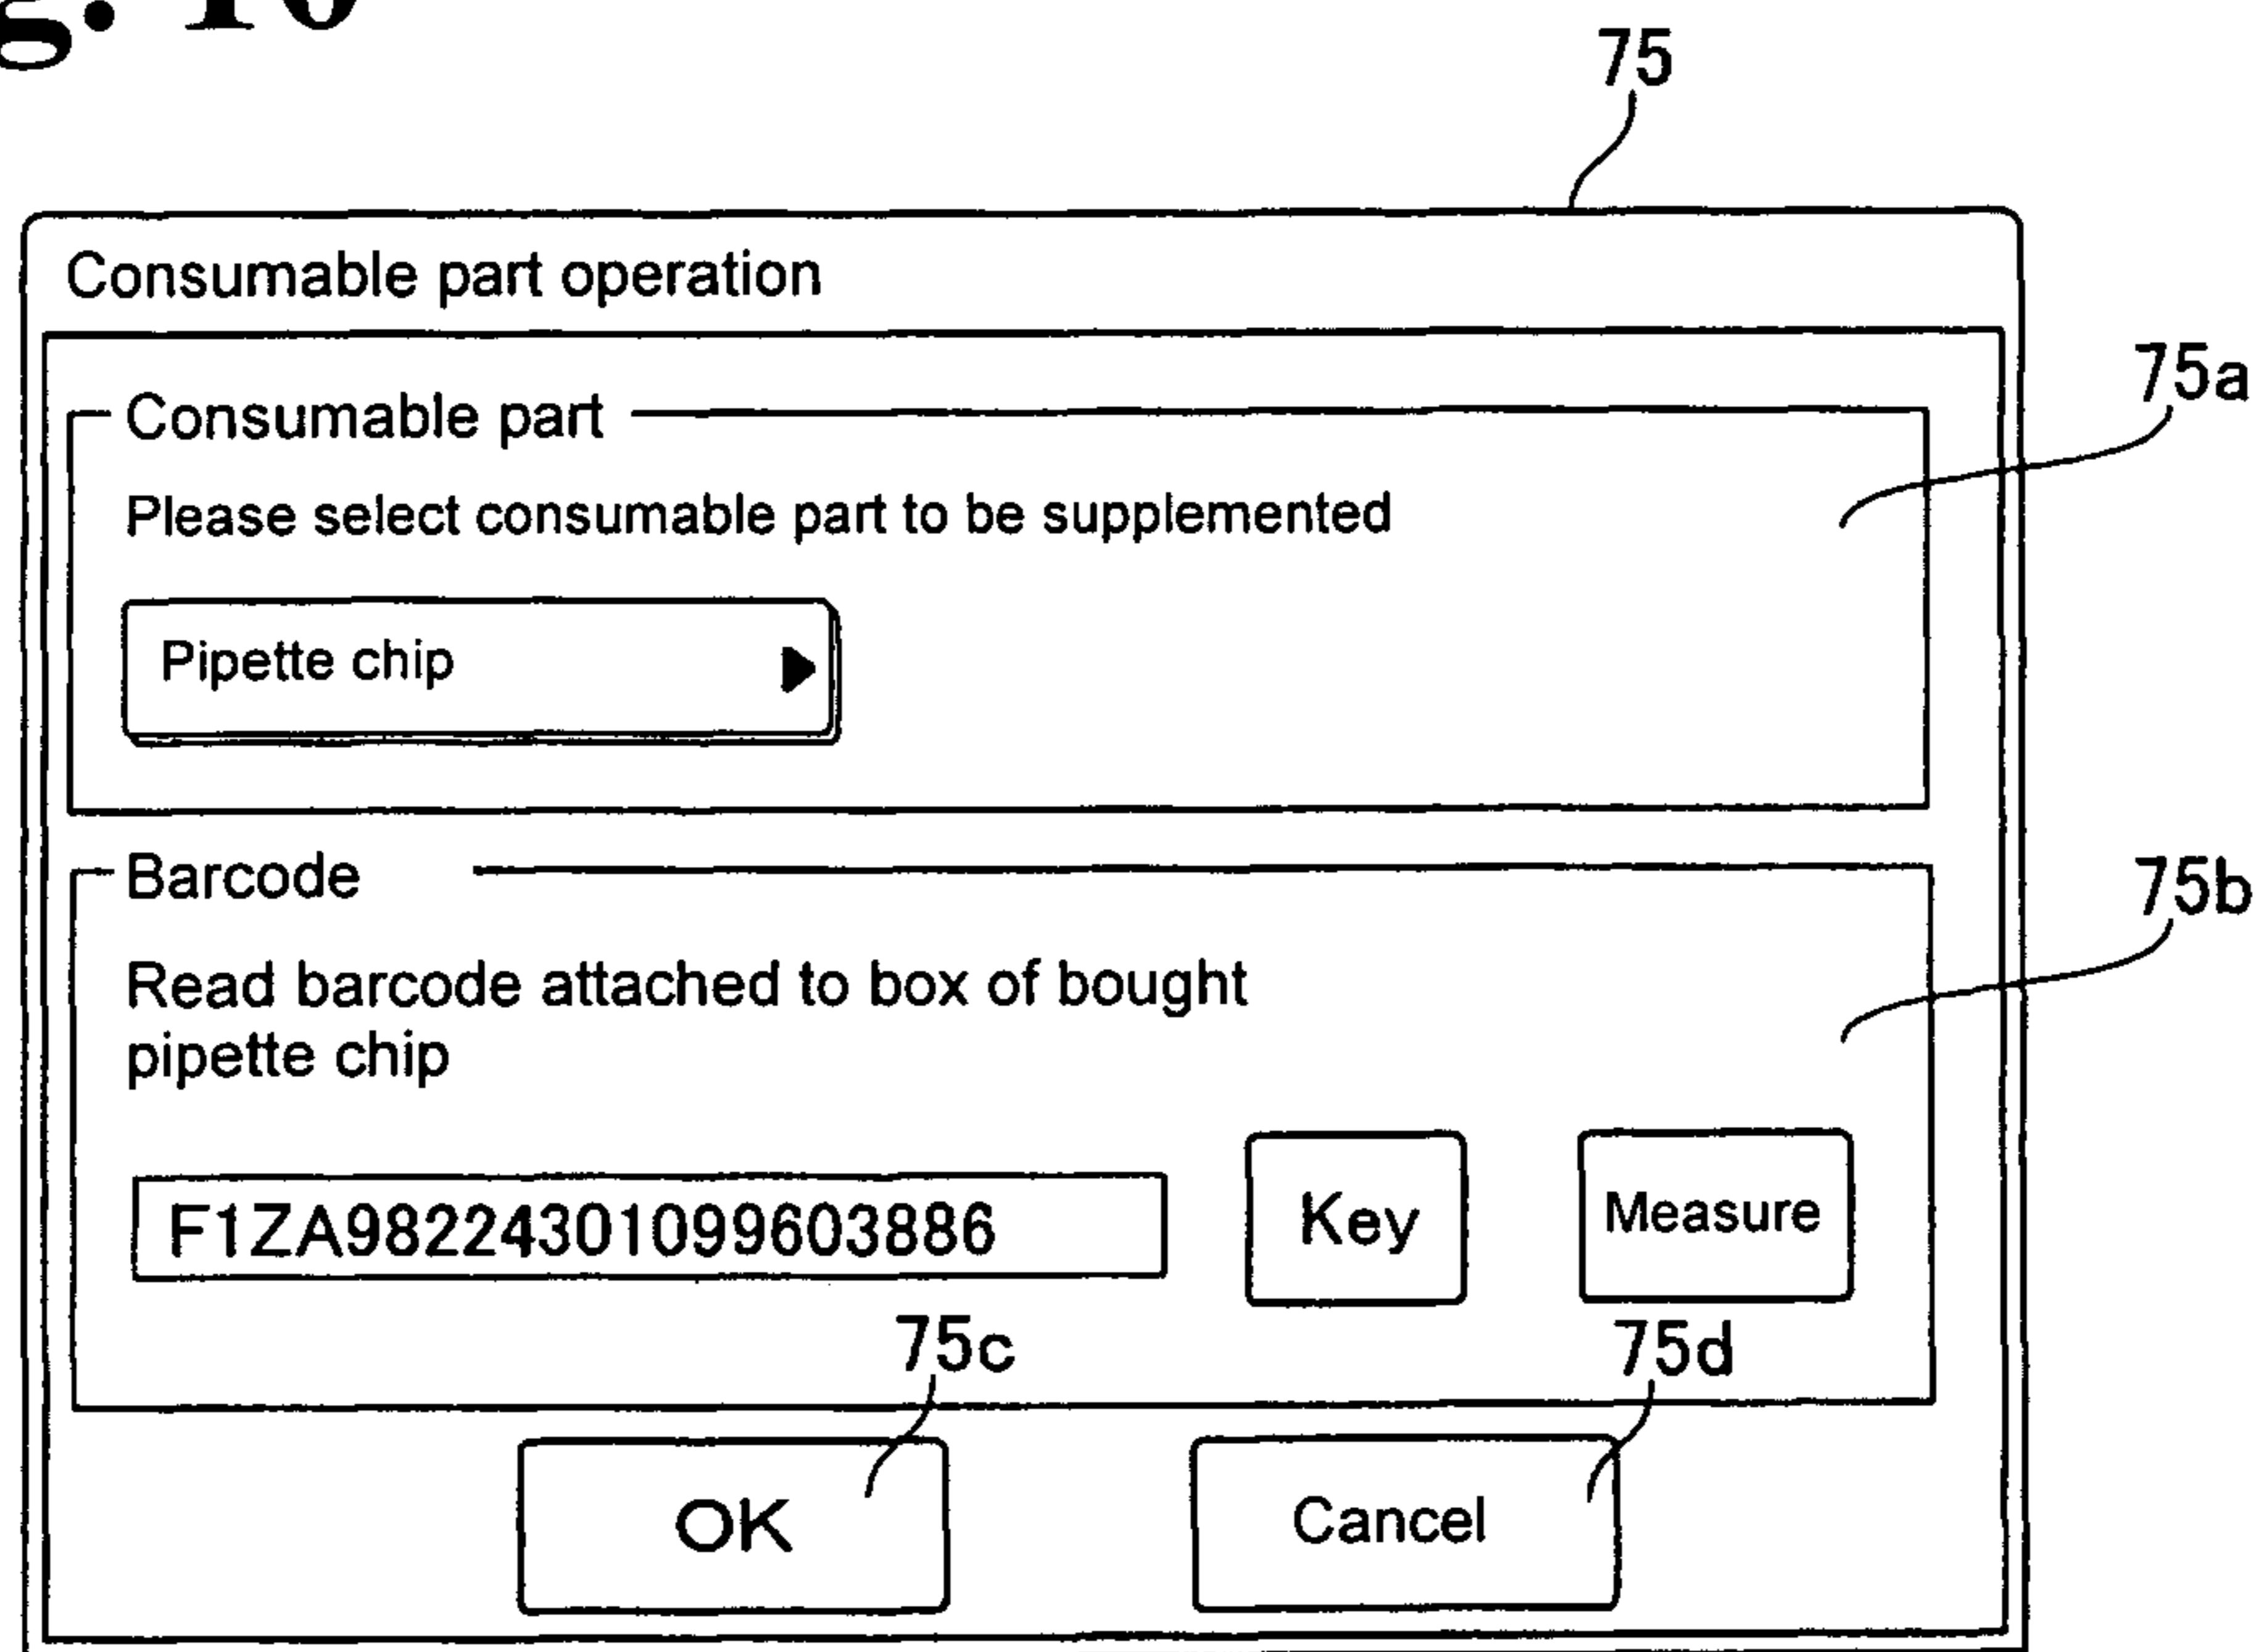 g. 10
75
Consumable part operation
75a
Consumable part
Please select consumable part to be supplemented
Pipette chip
Barcode
75b
Read barcode attached to box of bought
pipette chip
F1ZA98224301099603886
Key
Measure
75c
75d
OK
Cancel